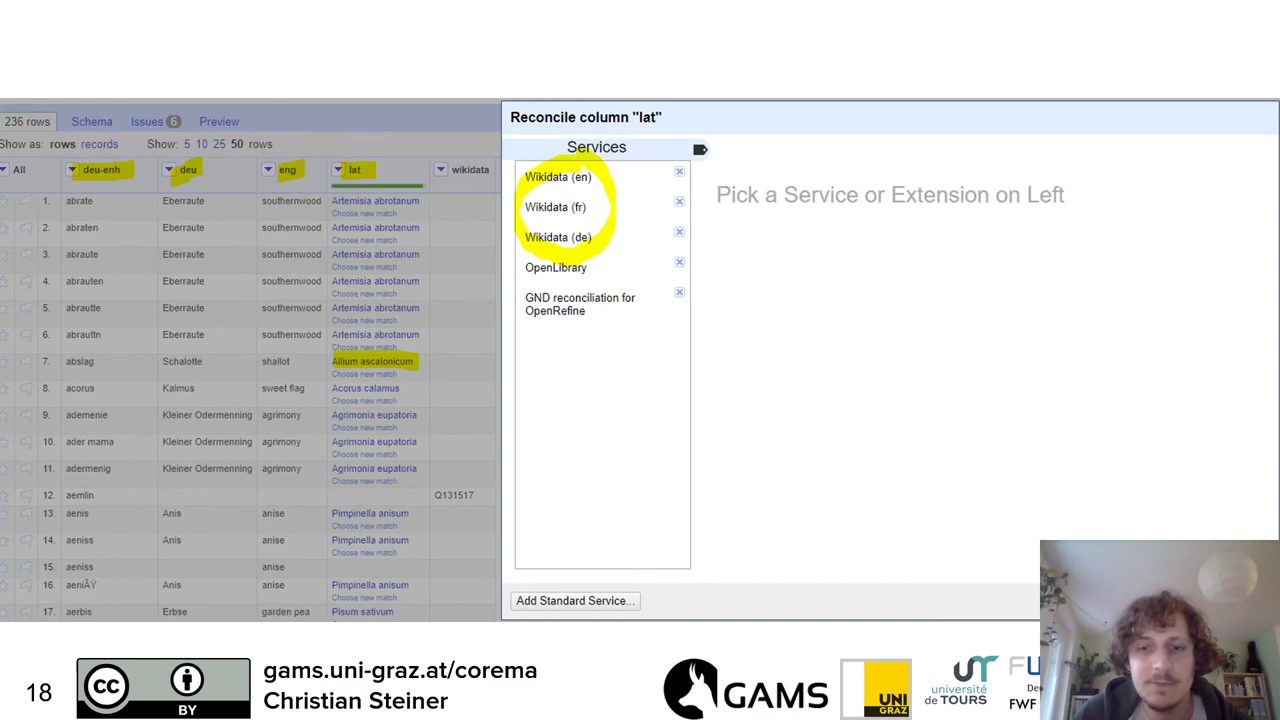 236 rows Schema Issues 6 Preview
Show as: rows records Show: 5 10 25 50 rows
All deu-enh deu eng lat wikidata
1. abrate Eberraute southernwood Artemisia abrotanum
Choose new match
2. abraten Eberraute southernwood Artemisia abrotanum
Choose new match
3. abraute Eberraute southernwood Artemisia abrotanum
Choose new match
4. abrauten Eberraute southernwood Artemisia abrotanum
Choose new match
5. abrautte Eberraute southernwood Artemisia abrotanum
Choose new match
6. abrauttn Eberraute southernwood Artemisia abrotanum
Choose new match
7. abslag Schalotte shallot Allium ascalonicum
Choose new match
8. acorus Kalmus sweet flag Acorus calamus
Choose new match
9. ademenie Kleiner Odermenning agrimony Agrimonia eupatoria
Choose new match
10. ader mama Kleiner Odermenning agrimony Agrimonia eupatoria
Choose new match
11. adermenig Kleiner Odermenning agrimony Agrimonia eupatoria
Choose new match
12. aemlin Q131517
13. aenis Anis anise Pimpinella anisum
Choose new match
14. aeniss Anis anise Pimpinella anisum
Choose new match
15. aeniss anise
16. aeniÃŸ Anis anise Pimpinella anisum
Choose new match
17. aerbis Erbse garden pea Pisum sativum
Reconcile column "lat"
Services
Wikidata (en)
Wikidata (fr)
Wikidata (de)
OpenLibrary
GND reconciliation for
OpenRefine
Pick a Service or Extension on Left
Add Standard Service...
18
CC BY
gams.uni-graz.at/corema
Christian Steiner
GAMS
UNI
GRAZ
université
de TOURS
De
FWF